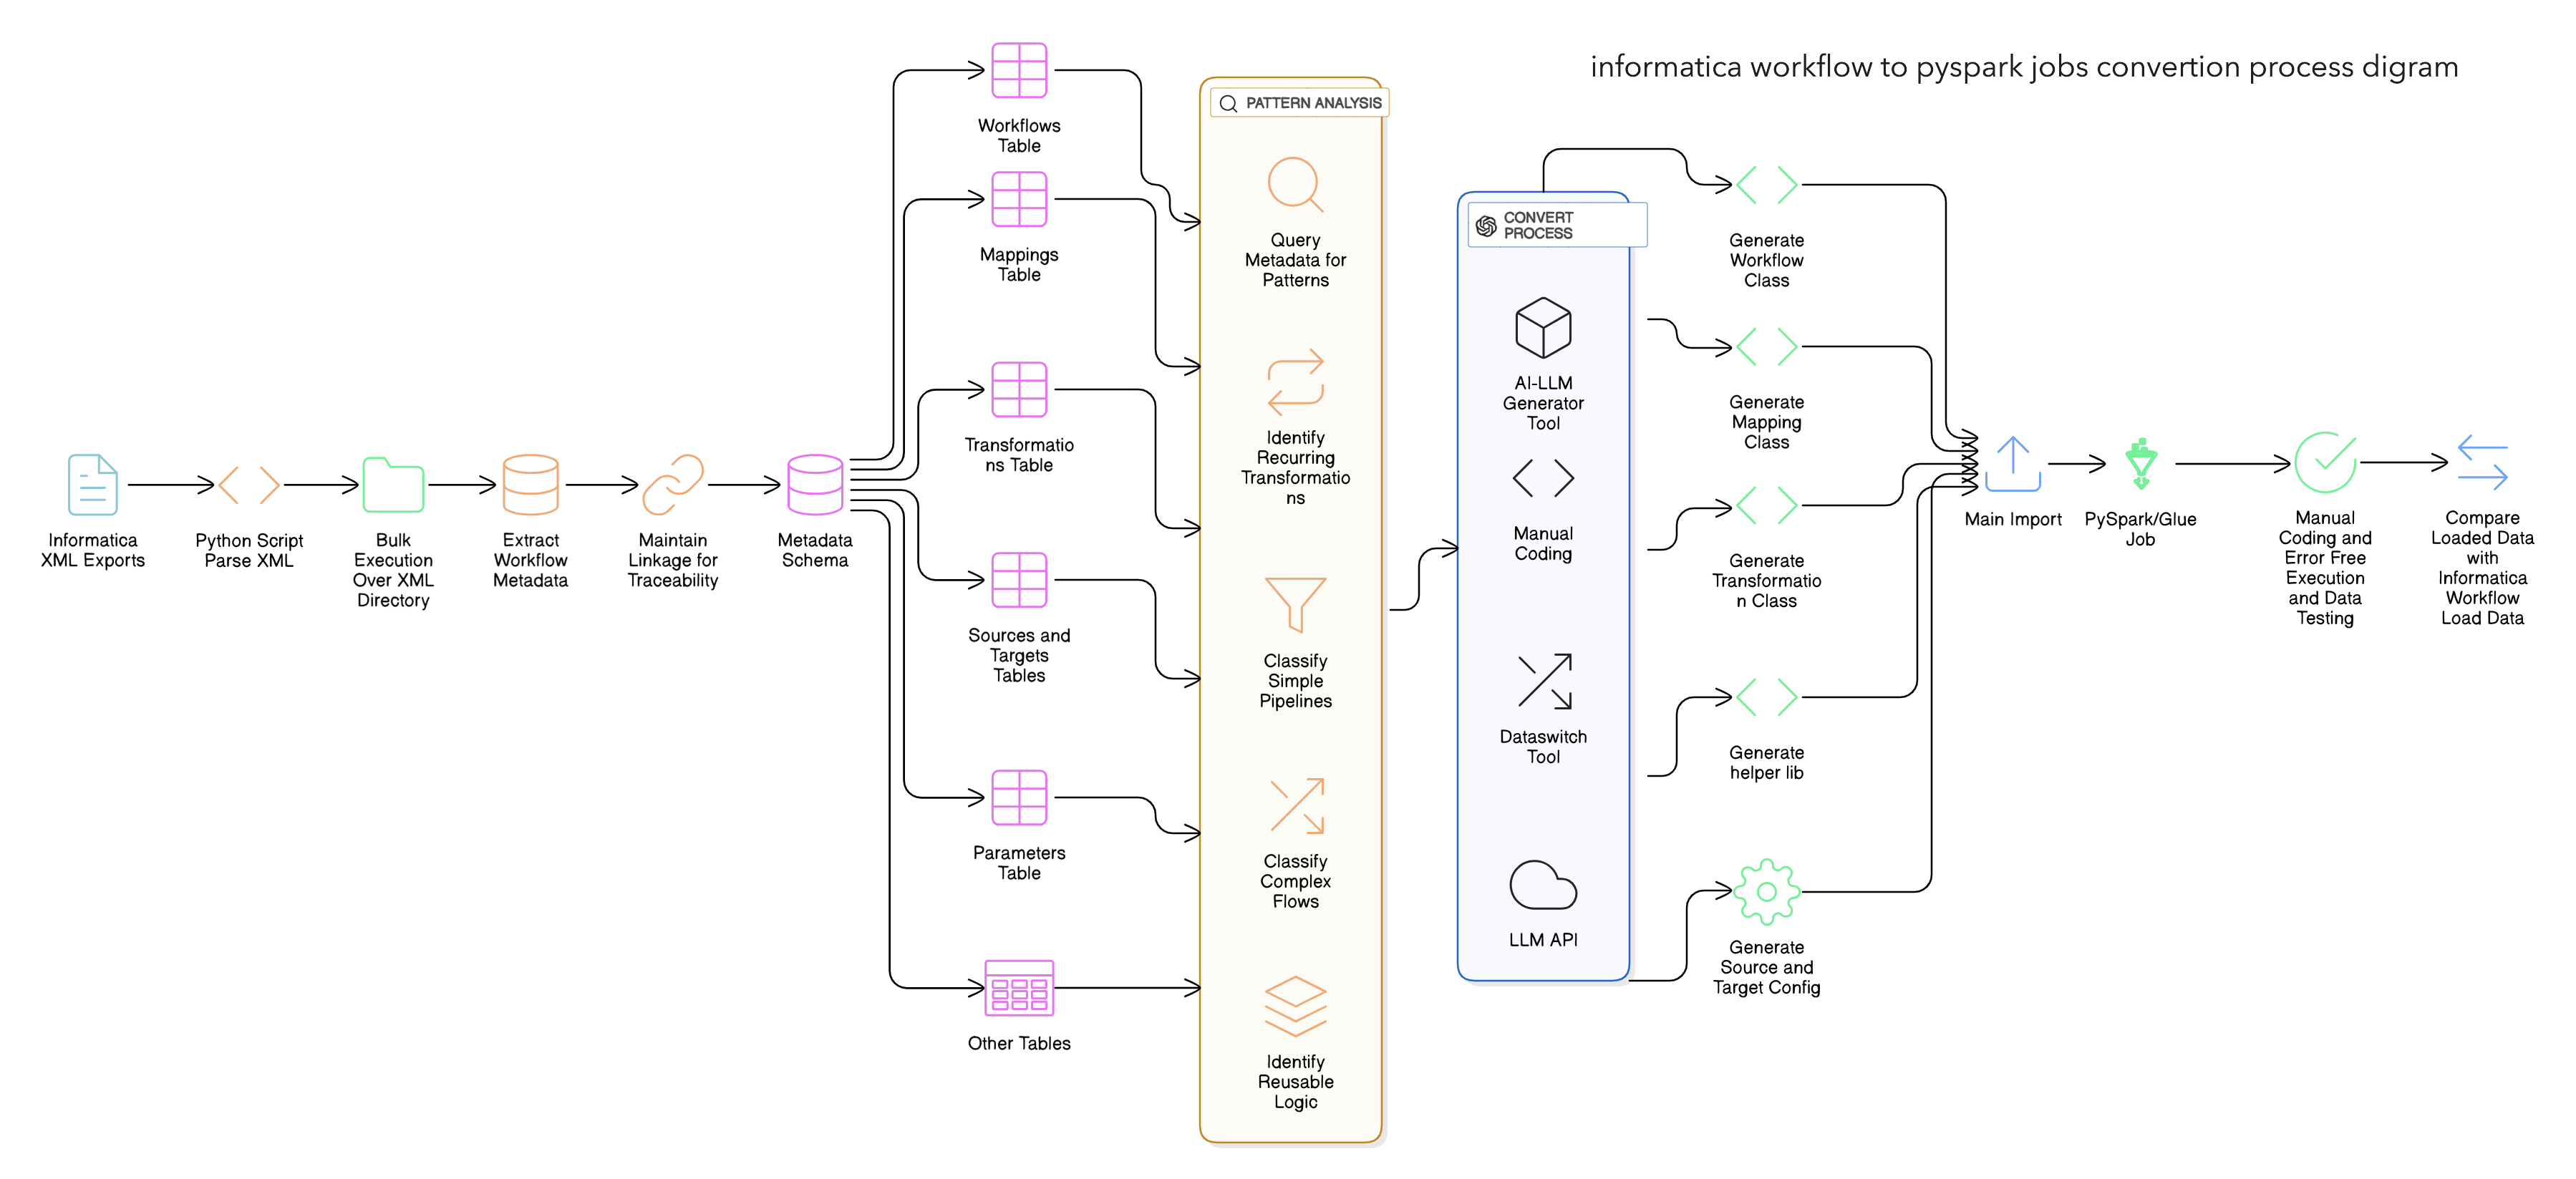 informatica workflow to pyspark jobs convertion process digram
Informatica
XML Exports
Python Script
Parse XML
Bulk
Execution
Over XML
Directory
Extract
Workflow
Metadata
Maintain
Linkage for
Traceability
Metadata
Schema
Workflows
Table
Mappings
Table
Transformatio
ns Table
Sources and
Targets
Tables
Parameters
Table
Other Tables
PATTERN ANALYSIS
Query
Metadata for
Patterns
Identify
Recurring
Transformatio
ns
Classify
Simple
Pipelines
Classify
Complex
Flows
Identify
Reusable
Logic
CONVERT
PROCESS
AI-LLM
Generator
Tool
Manual
Coding
Dataswitch
Tool
LLM API
Generate
Workflow
Class
Generate
Mapping
Class
Generate
Transformatio
n Class
Generate
helper lib
Generate
Source and
Target Config
Main Import
PySpark/Glue
Job
Manual
Coding and
Error Free
Execution
and Data
Testing
Compare
Loaded Data
with
Informatica
Workflow
Load Data